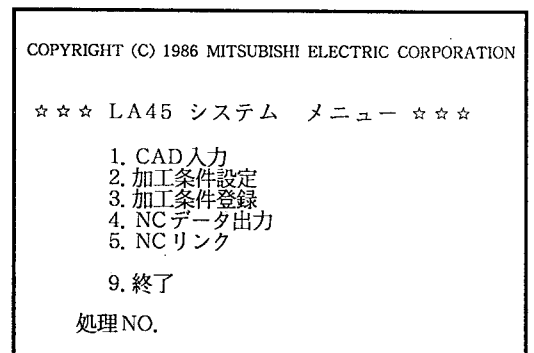 COPYRIGHT (C) 1986 MITSUBISHI ELECTRIC CORPORATION
☆☆☆ LA45 システム メニュー ☆☆☆
1. CAD入力
2. 加工条件設定
3. 加工条件登録
4. NCデータ出力
5. NCリンク
9. 終了
処理NO.